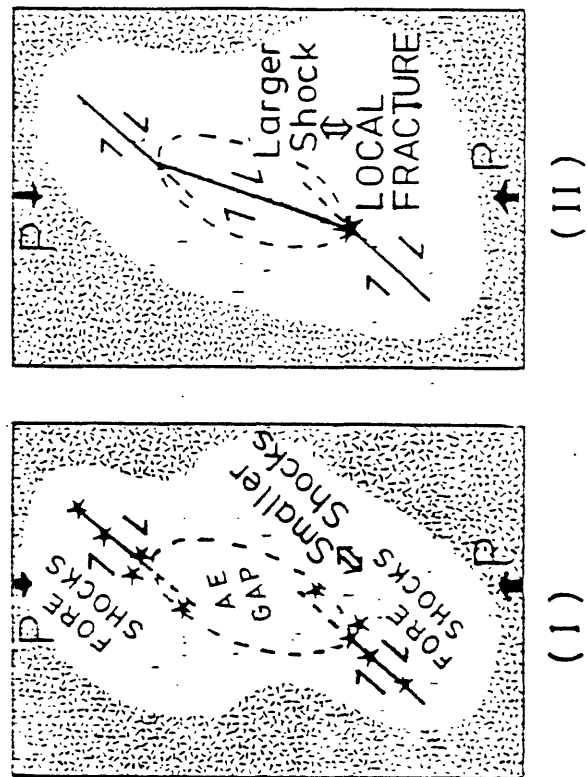 P
FORE
SHOCKS
AE
GAP
Smaller
Shocks
FORE
SHOCKS
P
(I)
P
Larger
Shock
LOCAL
FRACTURE
P
(II)